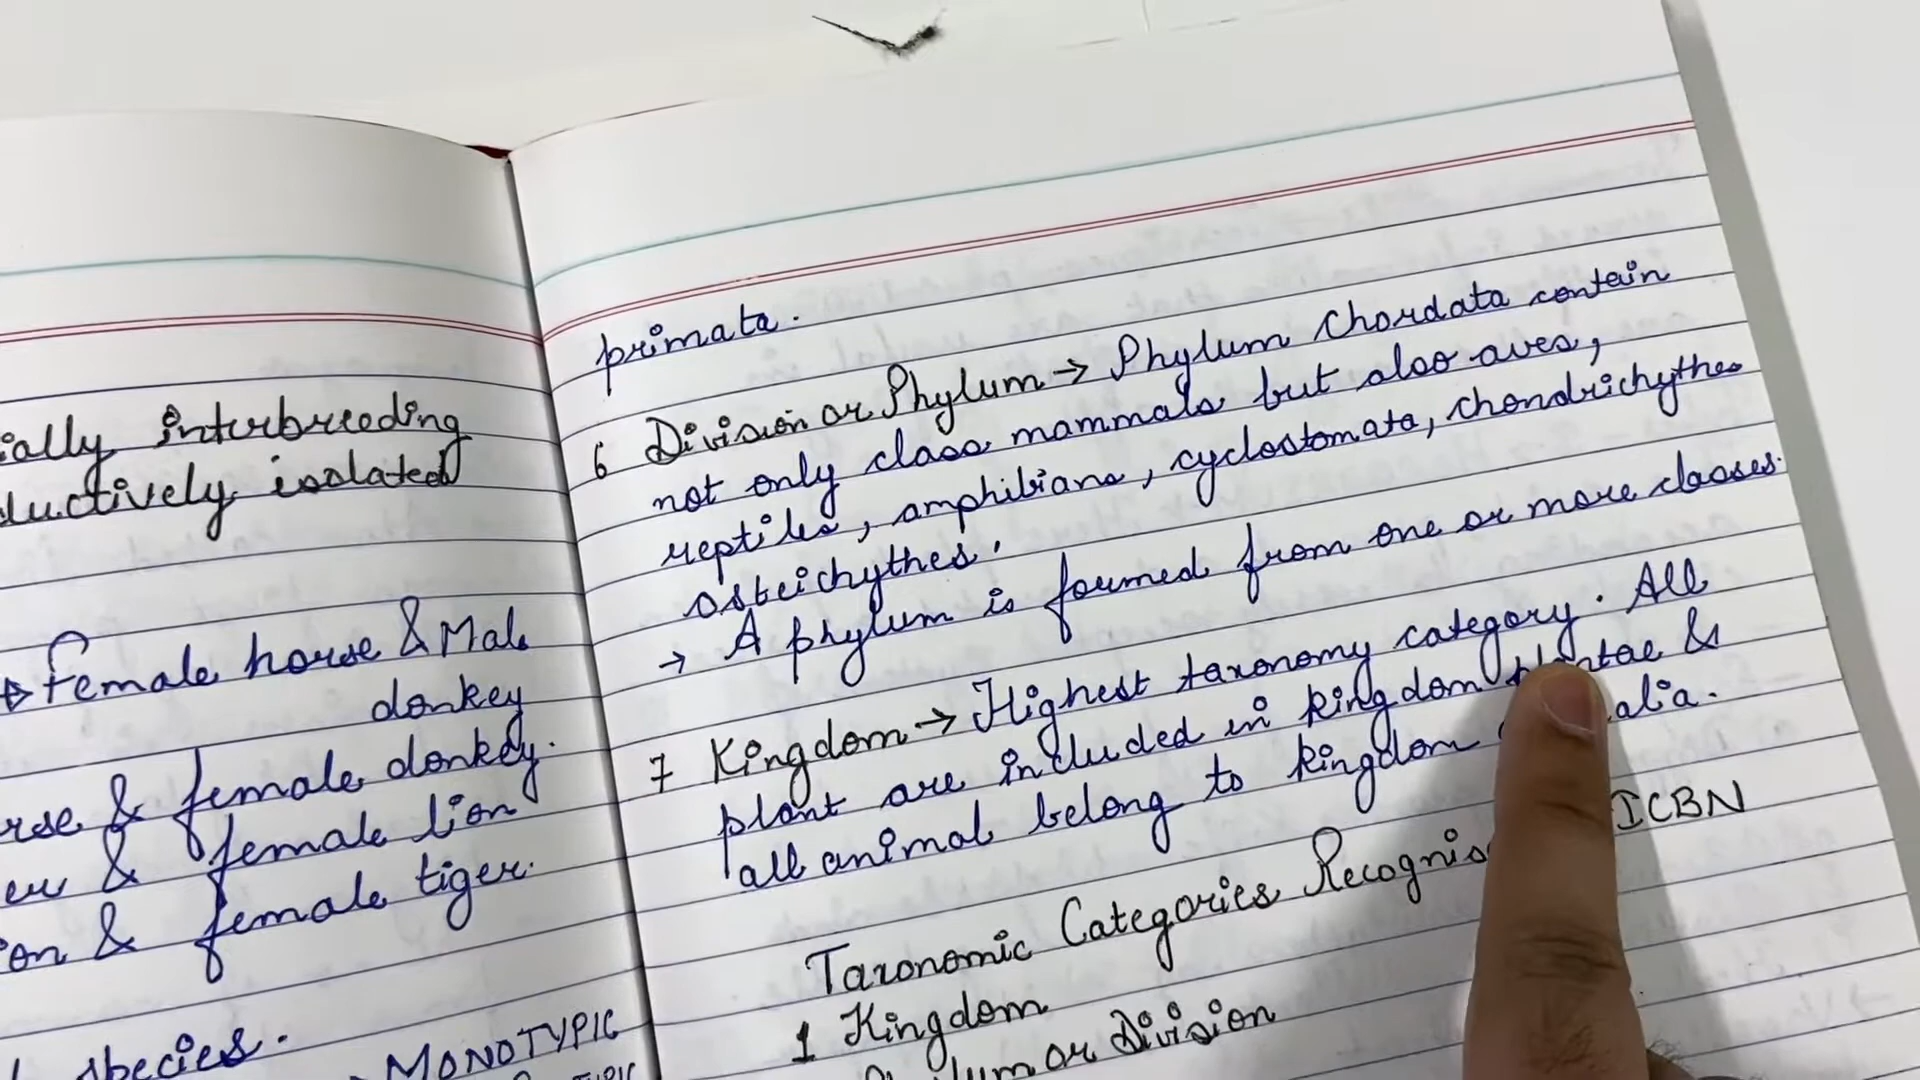 ially interbreeding
ductively isolated
Female horse & Male
donkey
rse & female donkey.
er & female lion
on & female tiger.
species.
MONOTYPIC
primata.
6 Division or Phylum → Phylum Chordata contain
not only class mammals but also aves,
reptiles, amphibians, cyclostomata, chondrichythes
osteichythes.
→ A phylum is formed from one or more classes.
7 Kingdom → Highest taxonomy category. All
plant are included in kingdom plantae &
all animal belong to kingdom alia.
Taxonomic Categories Recognis ICBN
1 Kingdom
or Division